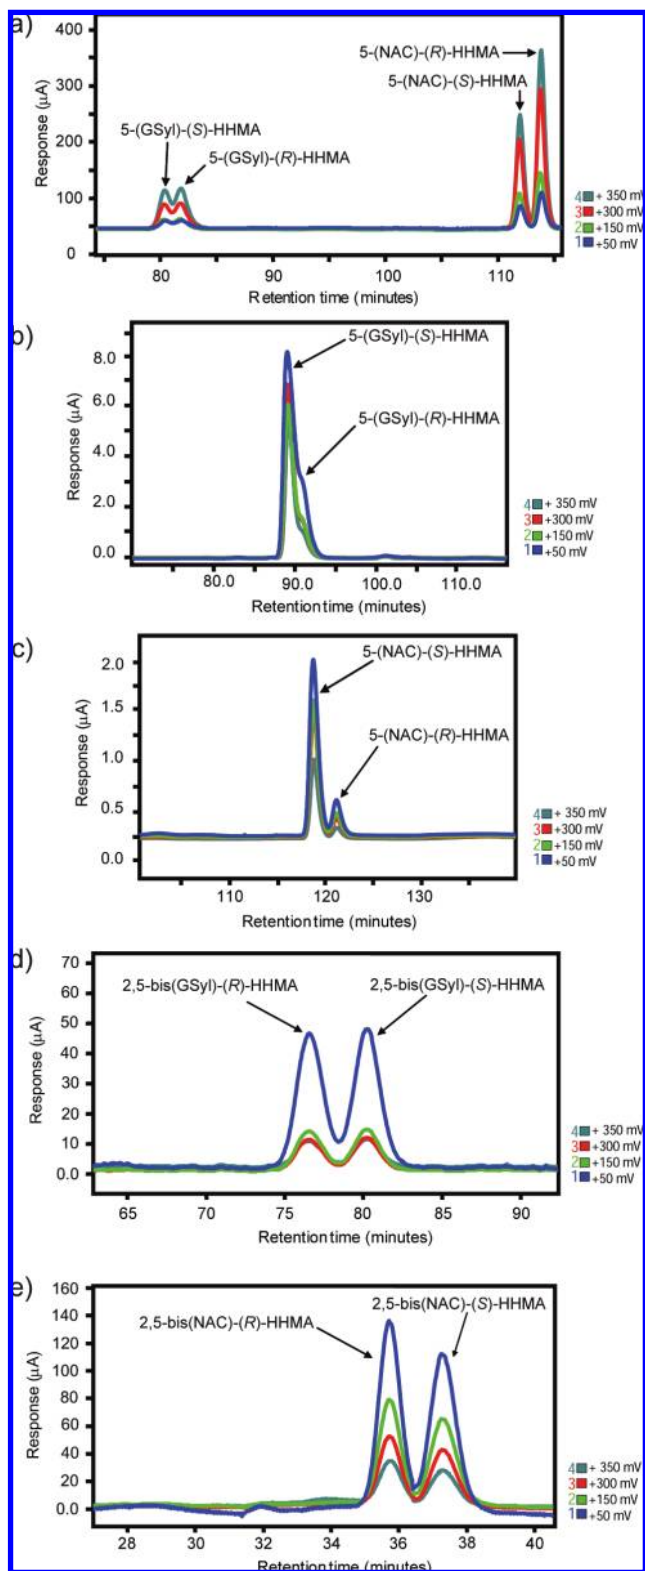 a)
400
300
200
100
0
Response (µA)
5-(GSyl)-(S)-HHMA
5-(GSyl)-(R)-HHMA
5-(NAC)-(R)-HHMA
5-(NAC)-(S)-HHMA
4 + 350 mV
3 +300 mV
2 +150 mV
1 +50 mV
80 90 100 110
Retention time (minutes)
b)
8.0
6.0
4.0
2.0
0.0
Response (µA)
5-(GSyl)-(S)-HHMA
5-(GSyl)-(R)-HHMA
4 + 350 mV
3 +300 mV
2 +150 mV
1 +50 mV
80.0 90.0 100.0 110.0
Retention time (minutes)
c)
2.0
1.5
1.0
0.5
0.0
Response (µA)
5-(NAC)-(S)-HHMA
5-(NAC)-(R)-HHMA
4 + 350 mV
3 +300 mV
2 +150 mV
1 +50 mV
110 120 130
Retention time (minutes)
d)
70
60
50
40
30
20
10
0.0
Response (µA)
2,5-bis(GSyl)-(R)-HHMA
2,5-bis(GSyl)-(S)-HHMA
4 + 350 mV
3 +300 mV
2 +150 mV
1 +50 mV
65 70 75 80 85 90
Retention time (minutes)
e)
160
140
120
100
80
60
40
20
0.0
Response (µA)
2,5-bis(NAC)-(R)-HHMA
2,5-bis(NAC)-(S)-HHMA
4 + 350 mV
3 +300 mV
2 +150 mV
1 +50 mV
28 30 32 34 36 38 40
Retention time (minutes)